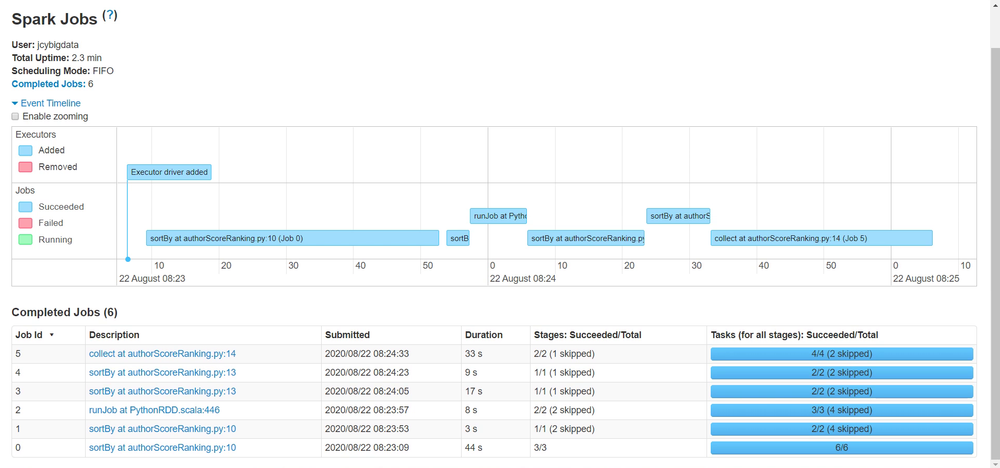 Spark Jobs (?)
User: jcybigdata
Total Uptime: 2.3 min
Scheduling Mode: FIFO
Completed Jobs: 6
Event Timeline
Enable zooming
Executors
Added
Removed
Executor driver added
Jobs
Succeeded
Failed
Running
runJob at Pytho
sortBy at authorS
sortBy at authorScoreRanking.py:10 (Job 0)
sortB
sortBy at authorScoreRanking.py
collect at authorScoreRanking.py:14 (Job 5)
10 20 30 40 50 0 10 20 30 40 50 0 10
22 August 08:23 22 August 08:24 22 August 08:25
Completed Jobs (6)
Job Id ▾ Description Submitted Duration Stages: Succeeded/Total Tasks (for all stages): Succeeded/Total
5 collect at authorScoreRanking.py:14 2020/08/22 08:24:33 33 s 2/2 (1 skipped) 4/4 (2 skipped)
4 sortBy at authorScoreRanking.py:13 2020/08/22 08:24:23 9 s 1/1 (1 skipped) 2/2 (2 skipped)
3 sortBy at authorScoreRanking.py:13 2020/08/22 08:24:05 17 s 1/1 (1 skipped) 2/2 (2 skipped)
2 runJob at PythonRDD.scala:446 2020/08/22 08:23:57 8 s 2/2 (2 skipped) 3/3 (4 skipped)
1 sortBy at authorScoreRanking.py:10 2020/08/22 08:23:53 3 s 1/1 (2 skipped) 2/2 (4 skipped)
0 sortBy at authorScoreRanking.py:10 2020/08/22 08:23:09 44 s 3/3 6/6